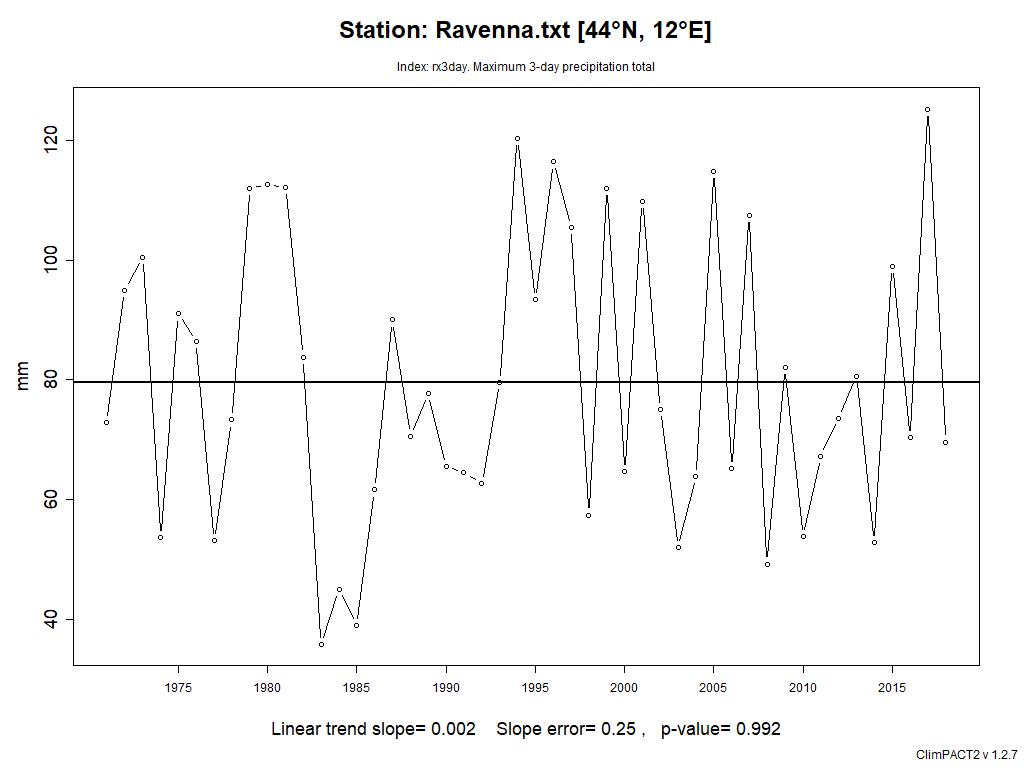 Station: Ravenna.txt [44°N, 12°E]
Index: rx3day. Maximum 3-day precipitation total
120
100
80
60
40
mm
1975 1980 1985 1990 1995 2000 2005 2010 2015
Linear trend slope= 0.002 Slope error= 0.25 , p-value= 0.992
ClimPACT2 v 1.2.7